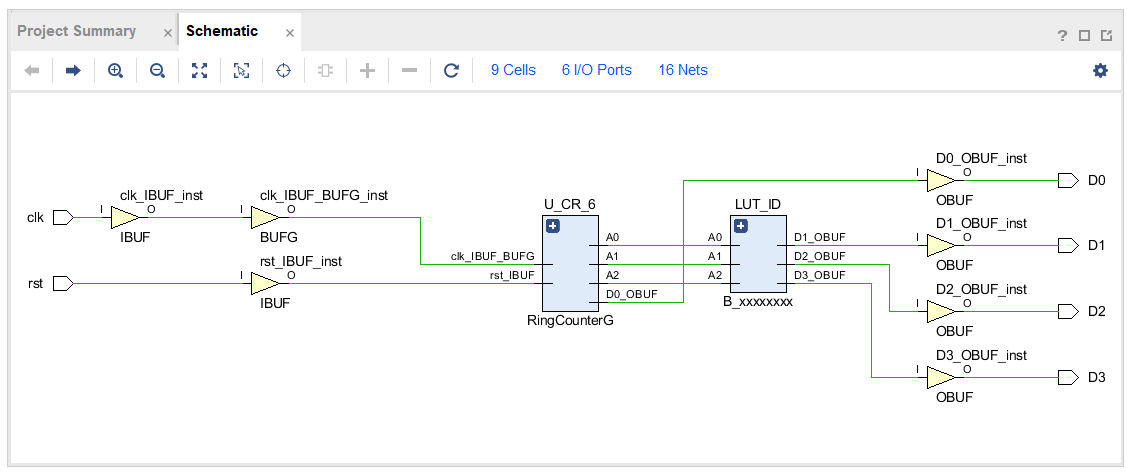 Project Summary × Schematic × ?
9 Cells 6 I/O Ports 16 Nets
D0_OBUF_inst
I O D0
OBUF
clk_IBUF_inst clk_IBUF_BUFG_inst
clk I O I O
IBUF BUFG
U_CR_6 LUT_ID
D1_OBUF_inst
A0 A0 D1_OBUF I O D1
OBUF
clk_IBUF_BUFG A1 A1 D2_OBUF
rst_IBUF_inst
rst I O rst_IBUF A2 A2 D3_OBUF
IBUF
D0_OBUF
B_xxxxxxxx
RingCounterG
D2_OBUF_inst
I O D2
OBUF
D3_OBUF_inst
I O D3
OBUF